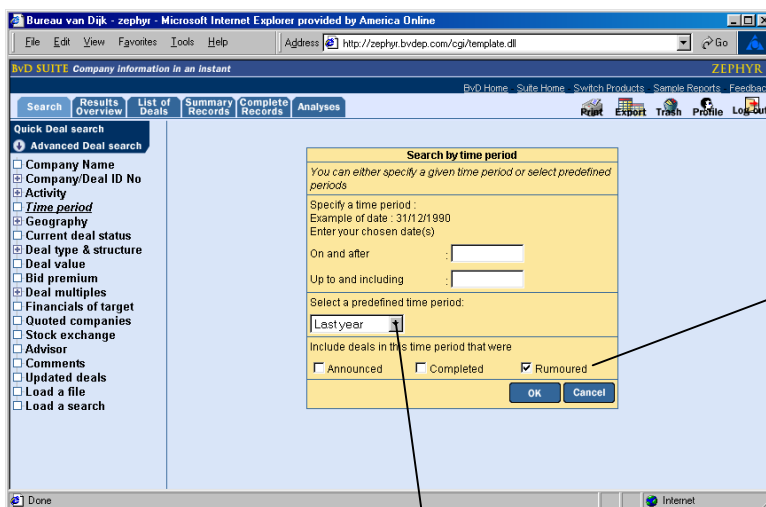 Bureau van Dijk - zephyr - Microsoft Internet Explorer provided by America Online
File Edit View Favorites Tools Help Address http://zephyr.bvdep.com/cgi/template.dll Go
BvD SUITE Company information in an instant ZEPHYR
BvD Home Suite Home Switch Products Sample Reports Feedbac
Search Results Overview List of Deals Summary Records Complete Records Analyses Print Export Trash Profile Log out
Quick Deal search
Advanced Deal search
Company Name
Company/Deal ID No
Activity
Time period
Geography
Current deal status
Deal type & structure
Deal value
Bid premium
Deal multiples
Financials of target
Quoted companies
Stock exchange
Advisor
Comments
Updated deals
Load a file
Load a search
Search by time period
You can either specify a given time period or select predefined
periods
Specify a time period :
Example of date : 31/12/1990
Enter your chosen date(s)
On and after :
Up to and including :
Select a predefined time period:
Last year
Include deals in this time period that were
Announced Completed Rumoured
OK Cancel
Done Internet